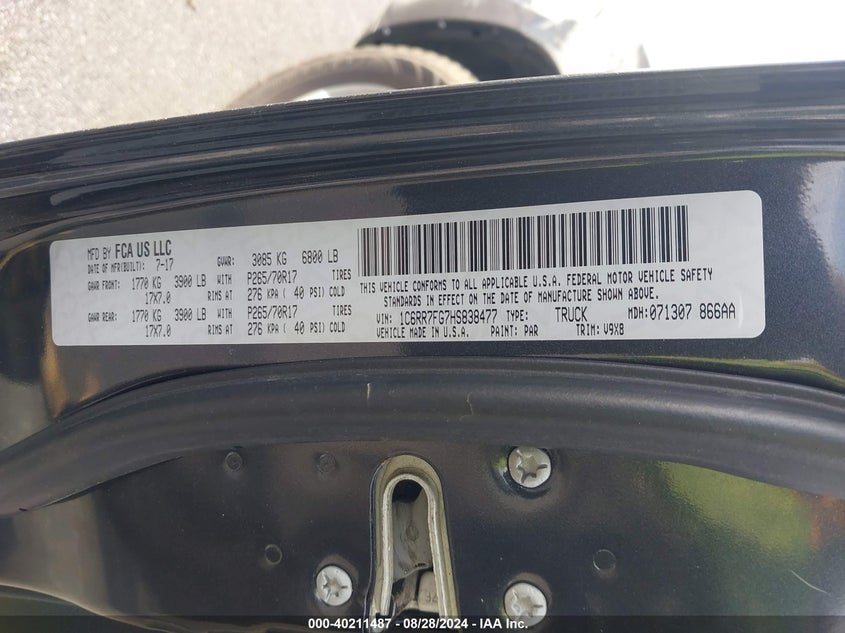 MFD BY FCA US LLC
DATE OF MFR(BUILT): 7-17 GVWR: 3085 KG 6800 LB
GAWR FRONT: 1770 KG 3900 LB WITH P265/70R17 TIRES
17X7.0 RIMS AT 276 KPA ( 40 PSI) COLD
GAWR REAR: 1770 KG 3900 LB WITH P265/70R17 TIRES
17X7.0 RIMS AT 276 KPA ( 40 PSI) COLD
THIS VEHICLE CONFORMS TO ALL APPLICABLE U.S.A. FEDERAL MOTOR VEHICLE SAFETY
STANDARDS IN EFFECT ON THE DATE OF MANUFACTURE SHOWN ABOVE.
VIN: 1C6RR7FG7HS838477 TYPE: TRUCK MDH: 071307 866AA
VEHICLE MADE IN U.S.A. PAINT: PAR TRIM: V9X8
000-40211487 - 08/28/2024 - IAA Inc.